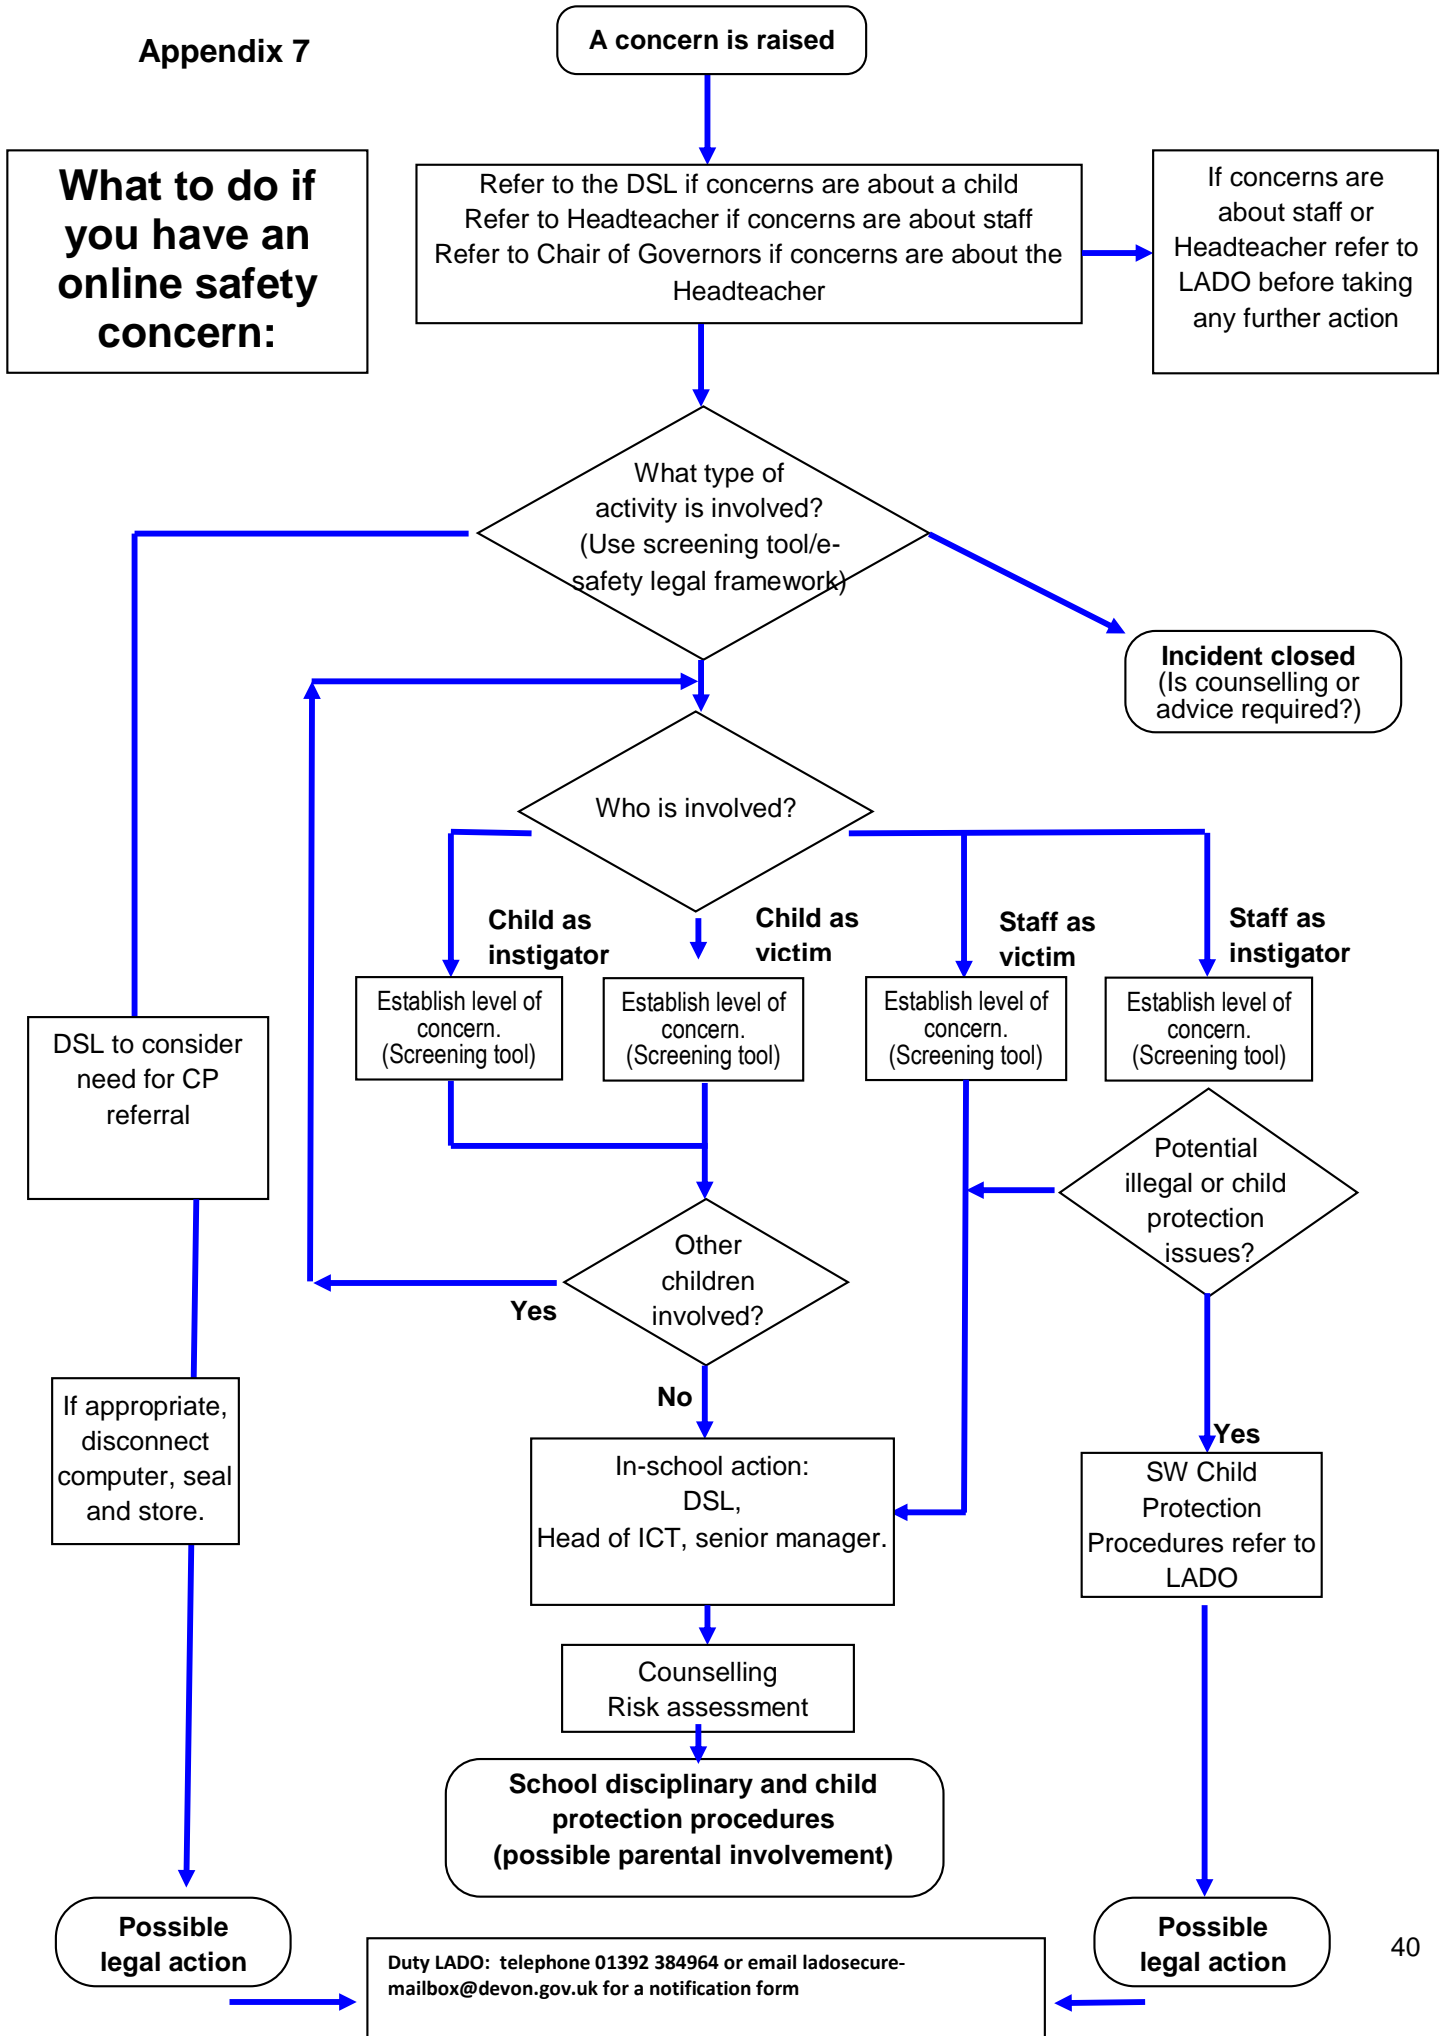 Appendix 7
A concern is raised
What to do if
you have an
online safety
concern:
Refer to the DSL if concerns are about a child
Refer to Headteacher if concerns are about staff
Refer to Chair of Governors if concerns are about the
Headteacher
If concerns are
about staff or
Headteacher refer to
LADO before taking
any further action
What type of
activity is involved?
(Use screening tool/e-
safety legal framework)
Incident closed
(Is counselling or
advice required?)
Who is involved?
Child as
instigator
Child as
victim
Staff as
victim
Staff as
instigator
Establish level of
concern.
(Screening tool)
Establish level of
concern.
(Screening tool)
Establish level of
concern.
(Screening tool)
Establish level of
concern.
(Screening tool)
DSL to consider
need for CP
referral
Potential
illegal or child
protection
issues?
Other
children
involved?
Yes
No
If appropriate,
disconnect
computer, seal
and store.
In-school action:
DSL,
Head of ICT, senior manager.
Yes
SW Child
Protection
Procedures refer to
LADO
Counselling
Risk assessment
School disciplinary and child
protection procedures
(possible parental involvement)
Possible
legal action
Possible
legal action
Duty LADO:  telephone 01392 384964 or email ladosecure-
mailbox@devon.gov.uk for a notification form
40